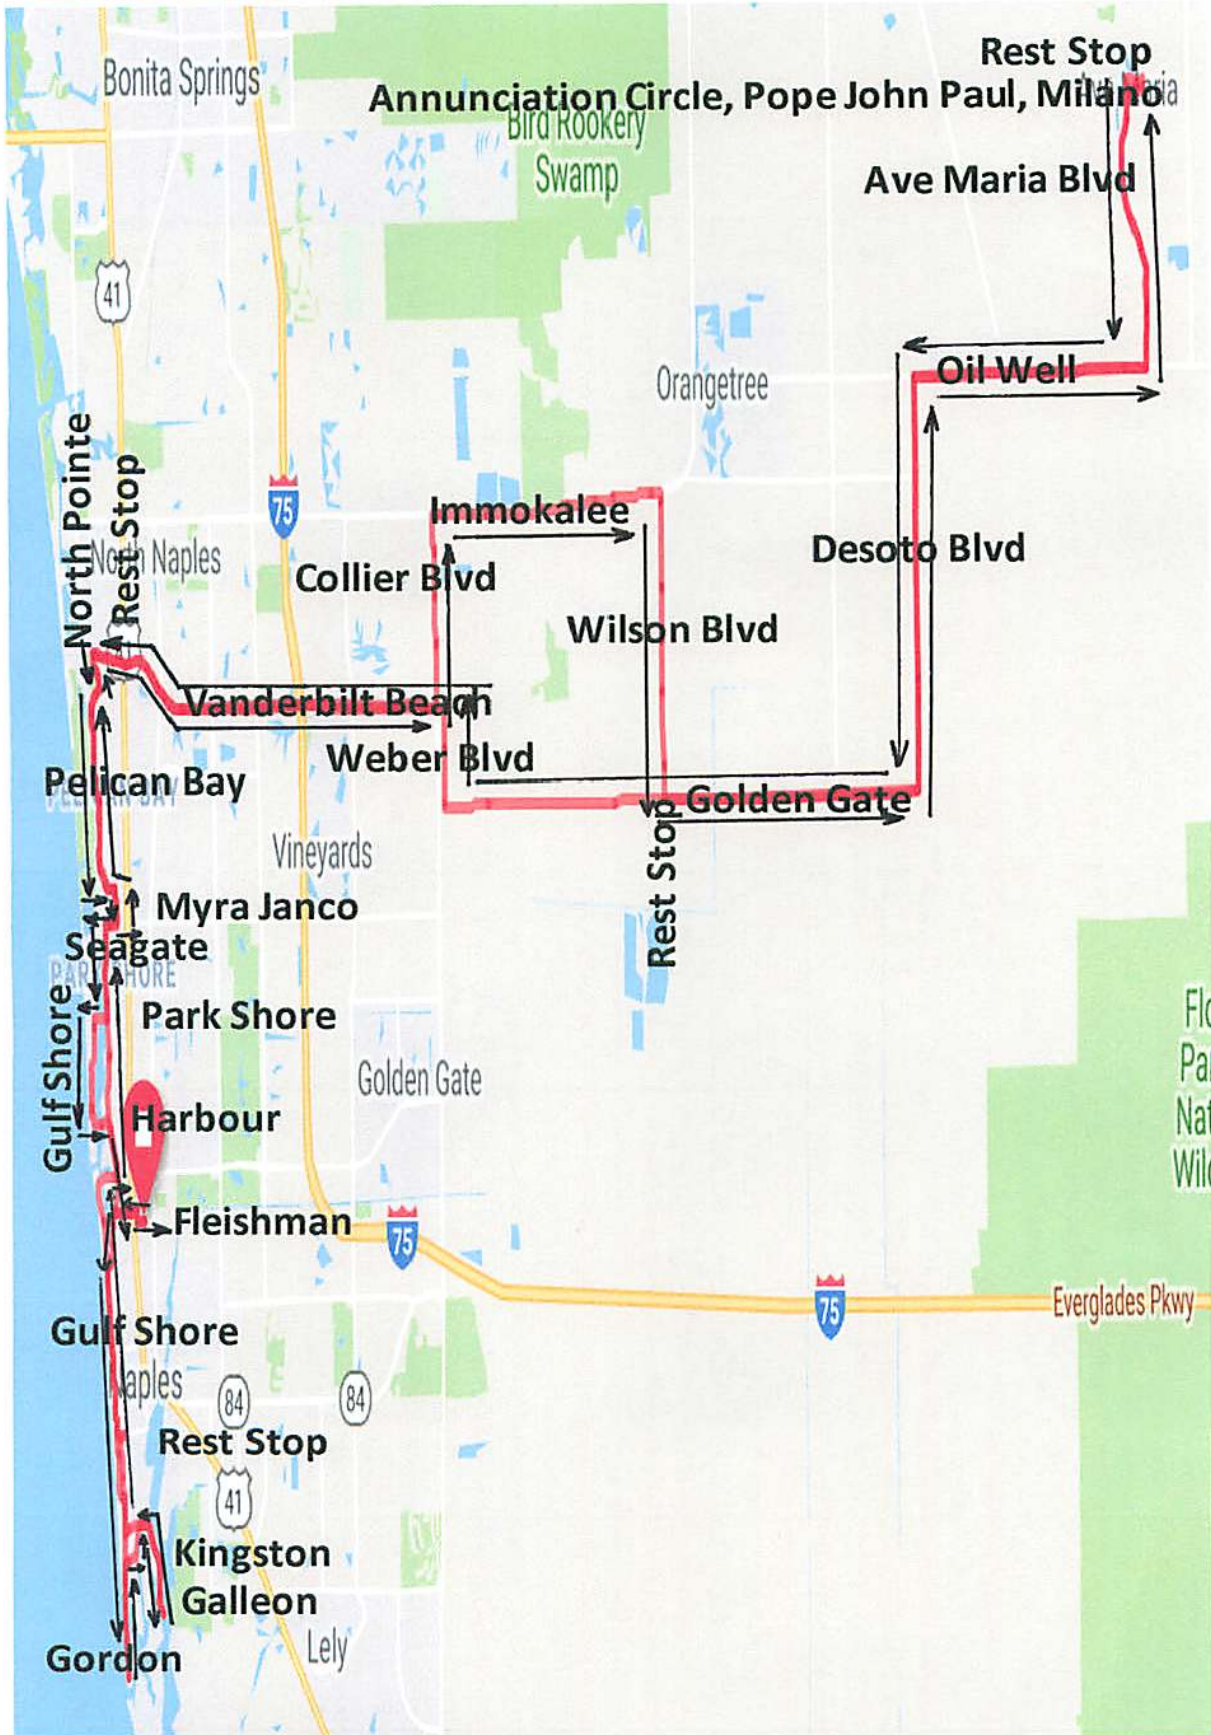 Rest Stop
Bonita Springs
Annunciation Circle, Pope John Paul, Milano
Bird Rookery
Swamp
Ave Maria Blvd
41
Oil Well
Orangetree
North Pointe
Rest Stop
75
Immokalee
North Naples
Collier Blvd
Desoto Blvd
Wilson Blvd
Vanderbilt Beach
Weber Blvd
Pelican Bay
Golden Gate
Rest Stop
Vineyards
Myra Janco
Seagate
PARK SHORE
Park Shore
Gulf Shore
Golden Gate
Harbour
Fleishman
75
75
Everglades Pkwy
Gulf Shore
Naples
84
84
Rest Stop
41
Kingston
Galleon
Lely
Gordon